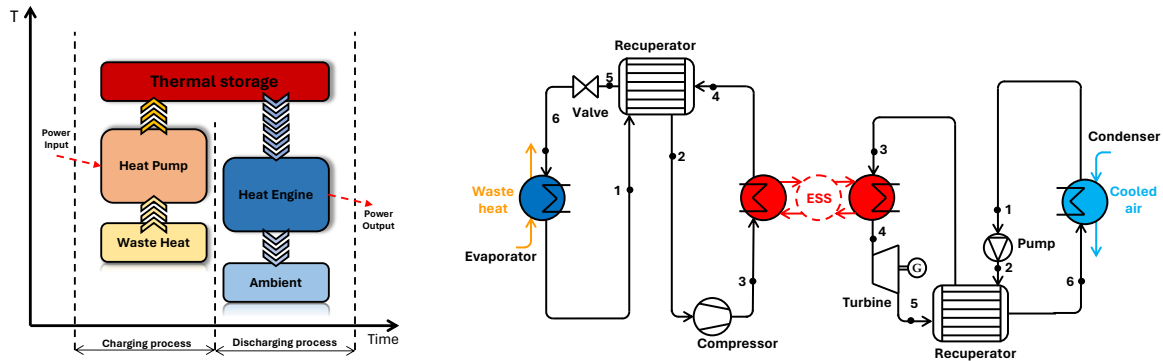 T
Thermal storage
Power
Input
Heat Pump
Waste Heat
Heat Engine
Power
Output
Ambient
Time
Charging process
Discharging process
Recuperator
5
4
Valve
6
2
1
Waste
heat
Evaporator
ESS
3
Compressor
3
4
G
Turbine
5
Recuperator
1
Pump
2
6
Condenser
Cooled
air